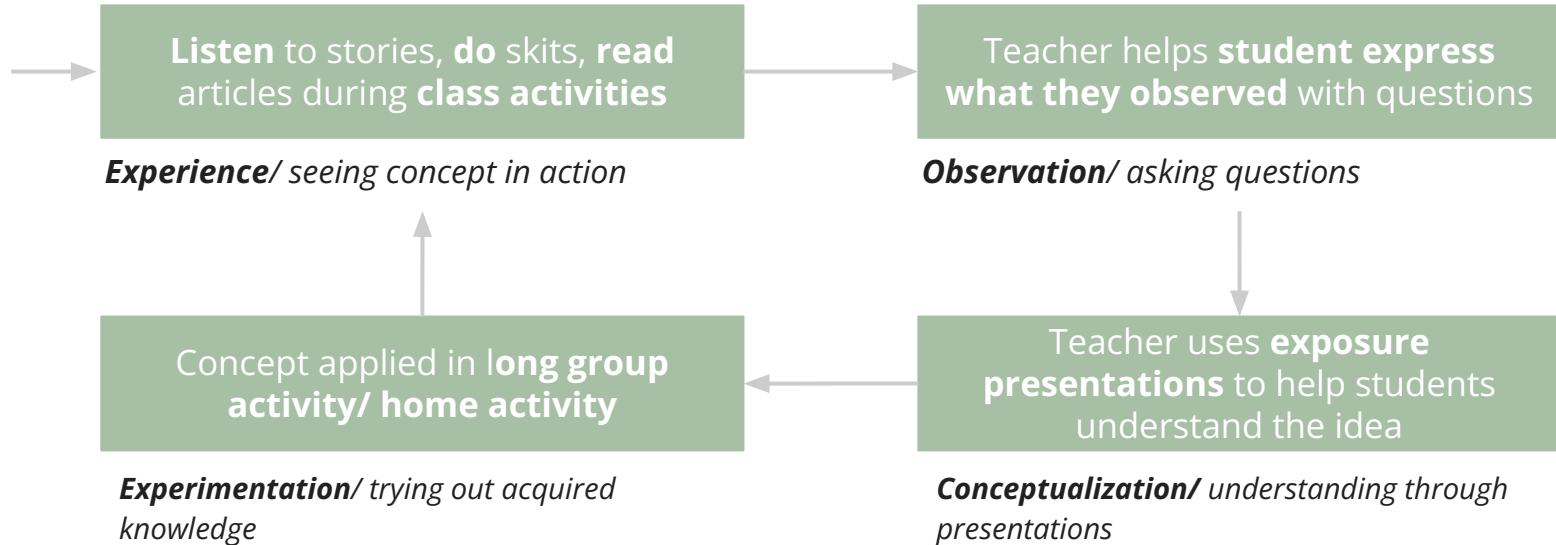 Listen to stories, do skits, read
articles during class activities
Experience/ seeing concept in action
Teacher helps student express
what they observed with questions
Observation/ asking questions
Teacher uses exposure
presentations to help students
understand the idea
Conceptualization/ understanding through
presentations
Concept applied in long group
activity/ home activity
Experimentation/ trying out acquired
knowledge